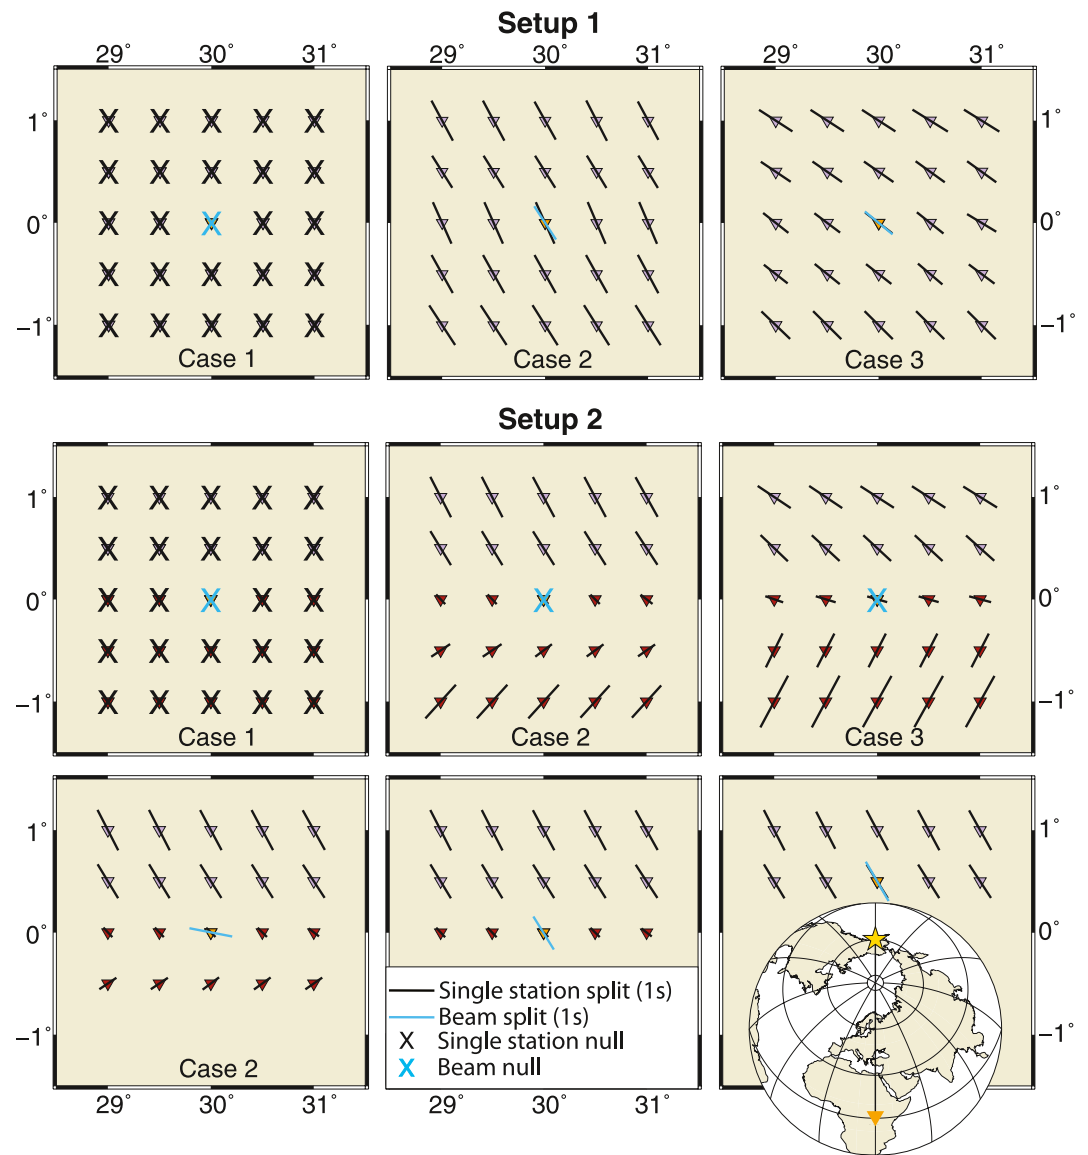 Setup 1
29° 30° 31° 29° 30° 31° 29° 30° 31°
1° 1°
0° 0°
−1° −1°
Case 1 Case 2 Case 3
Setup 2
1° 1°
0° 0°
−1° −1°
Case 1 Case 2 Case 3
1° 1°
0° 0°
−1° −1°
Case 2
Single station split (1s)
Beam split (1s)
X Single station null
X Beam null
29° 30° 31° 29° 30° 31°